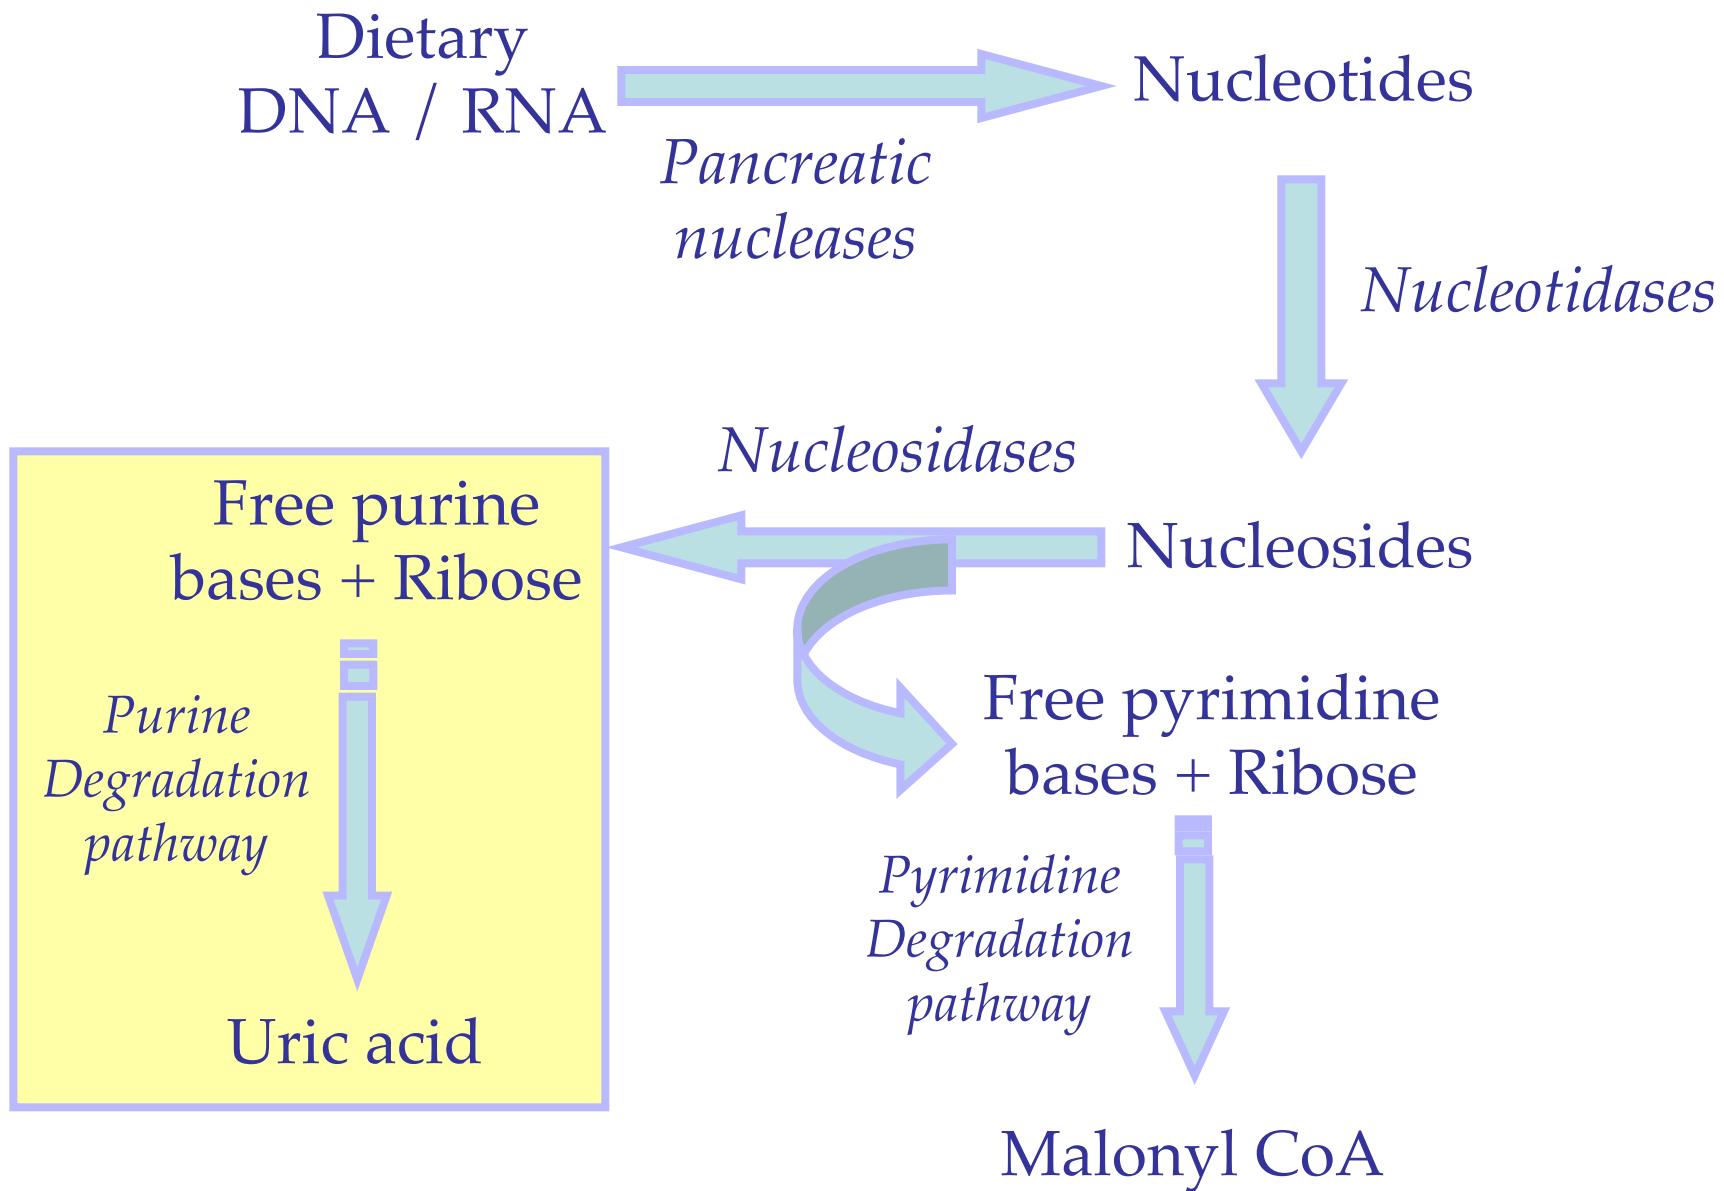 Dietary
DNA / RNA
Nucleotides
Pancreatic
nucleases
Nucleotidases
Nucleosidases
Nucleosides
Free purine
bases + Ribose
Purine
Degradation
pathway
Uric acid
Free pyrimidine
bases + Ribose
Pyrimidine
Degradation
pathway
Malonyl CoA